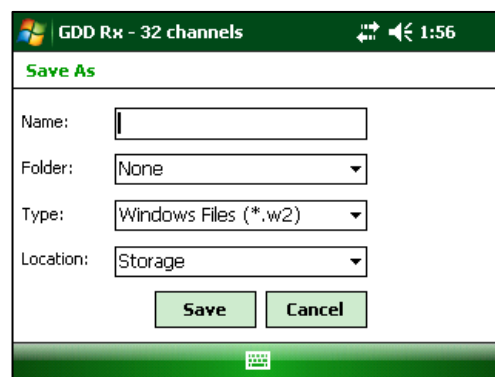 GDD Rx - 32 channels 1:56
Save As
Name:
Folder: None
Type: Windows Files (*.w2)
Location: Storage
Save Cancel